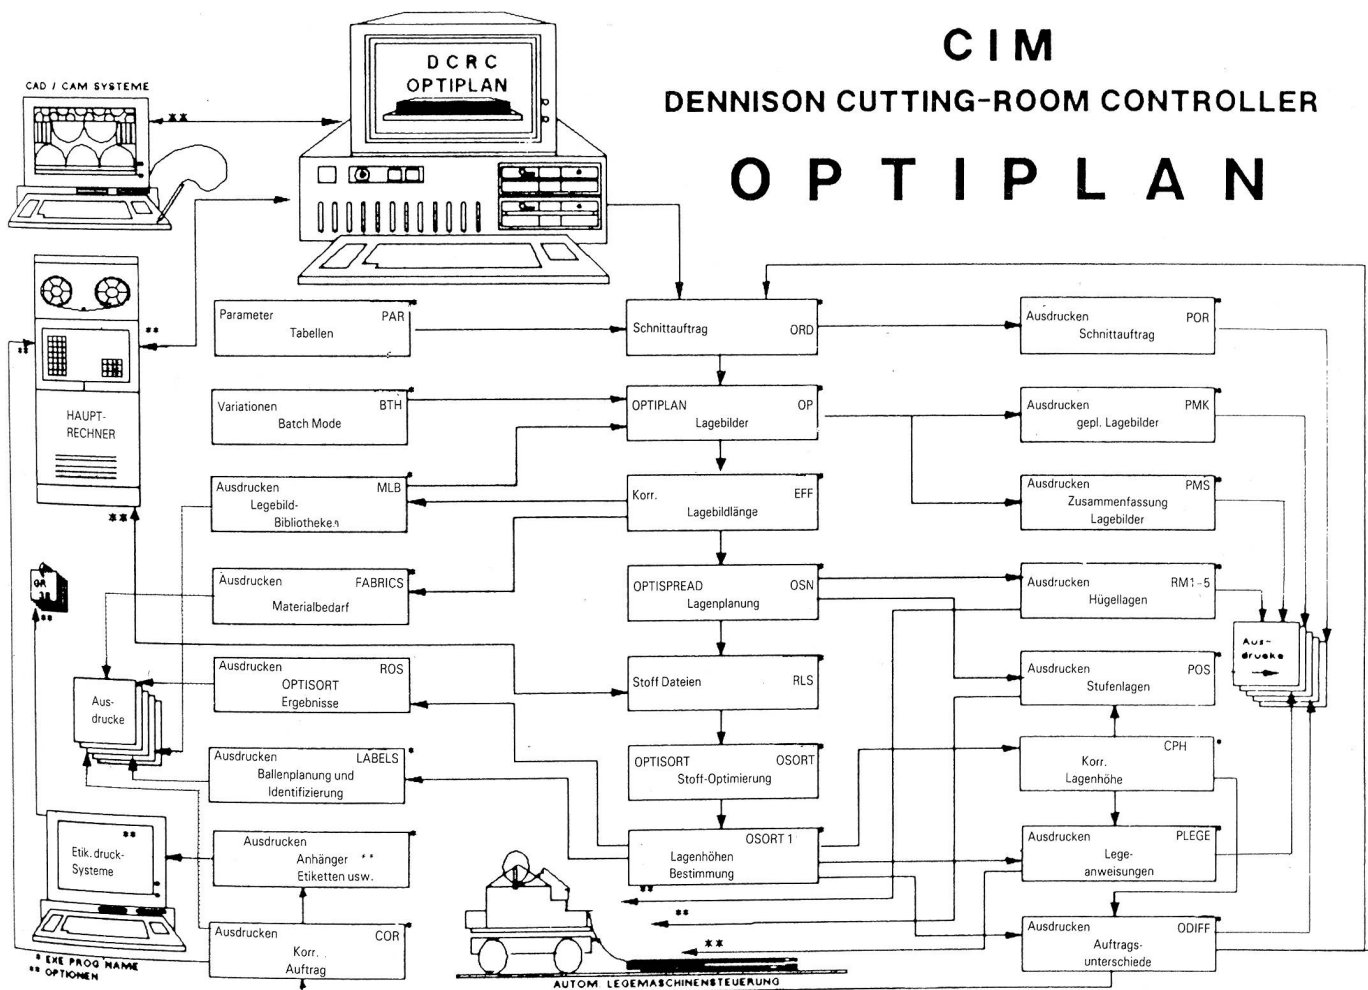 CIM
DENNISON CUTTING-ROOM CONTROLLER
OPTIPLAN
CAD / CAM SYSTEME
DCRC
OPTIPLAN
**
HAUPT-
RECHNER
**
**
**
Parameter PAR *
Tabellen
Schnittauftrag
ORD *
Ausdrucken POR *
Schnittauftrag
Variationen BTH *
Batch Mode
OPTIPLAN OP *
Lagebilder
Ausdrucken PMK *
gepl. Lagebilder
Ausdrucken MLB *
Legebild-
Bibliotheken
Korr. EFF *
Lagebildlänge
Ausdrucken PMS *
Zusammenfassung
Lagebilder
Ausdrucken FABRICS *
Materialbedarf
OPTISPREAD OSN *
Lagenplanung
Ausdrucken RM1-5 *
Hügellagen
GR
38
**
Aus-
drucke
Ausdrucken ROS *
OPTISORT
Ergebnisse
Stoff Dateien RLS *
Ausdrucken POS *
Stufenlagen
Aus-
drucke
Ausdrucken LABELS *
Ballenplanung und
Identifizierung
OPTISORT OSORT *
Stoff-Optimierung
CPH *
Korr.
Lagenhöhe
**
Etik.druck-
Systeme
Ausdrucken *
Anhänger **
Etiketten usw.
OSORT 1 *
Lagenhöhen
Bestimmung
Ausdrucken PLEGE *
Lege-
anweisungen
**
**
**
Ausdrucken COR *
Korr.
Auftrag
Ausdrucken ODIFF *
Auftrags-
unterschiede
* EXE PROG NAME
** OPTIONEN
AUTOM LEGEMASCHINENSTEUERUNG